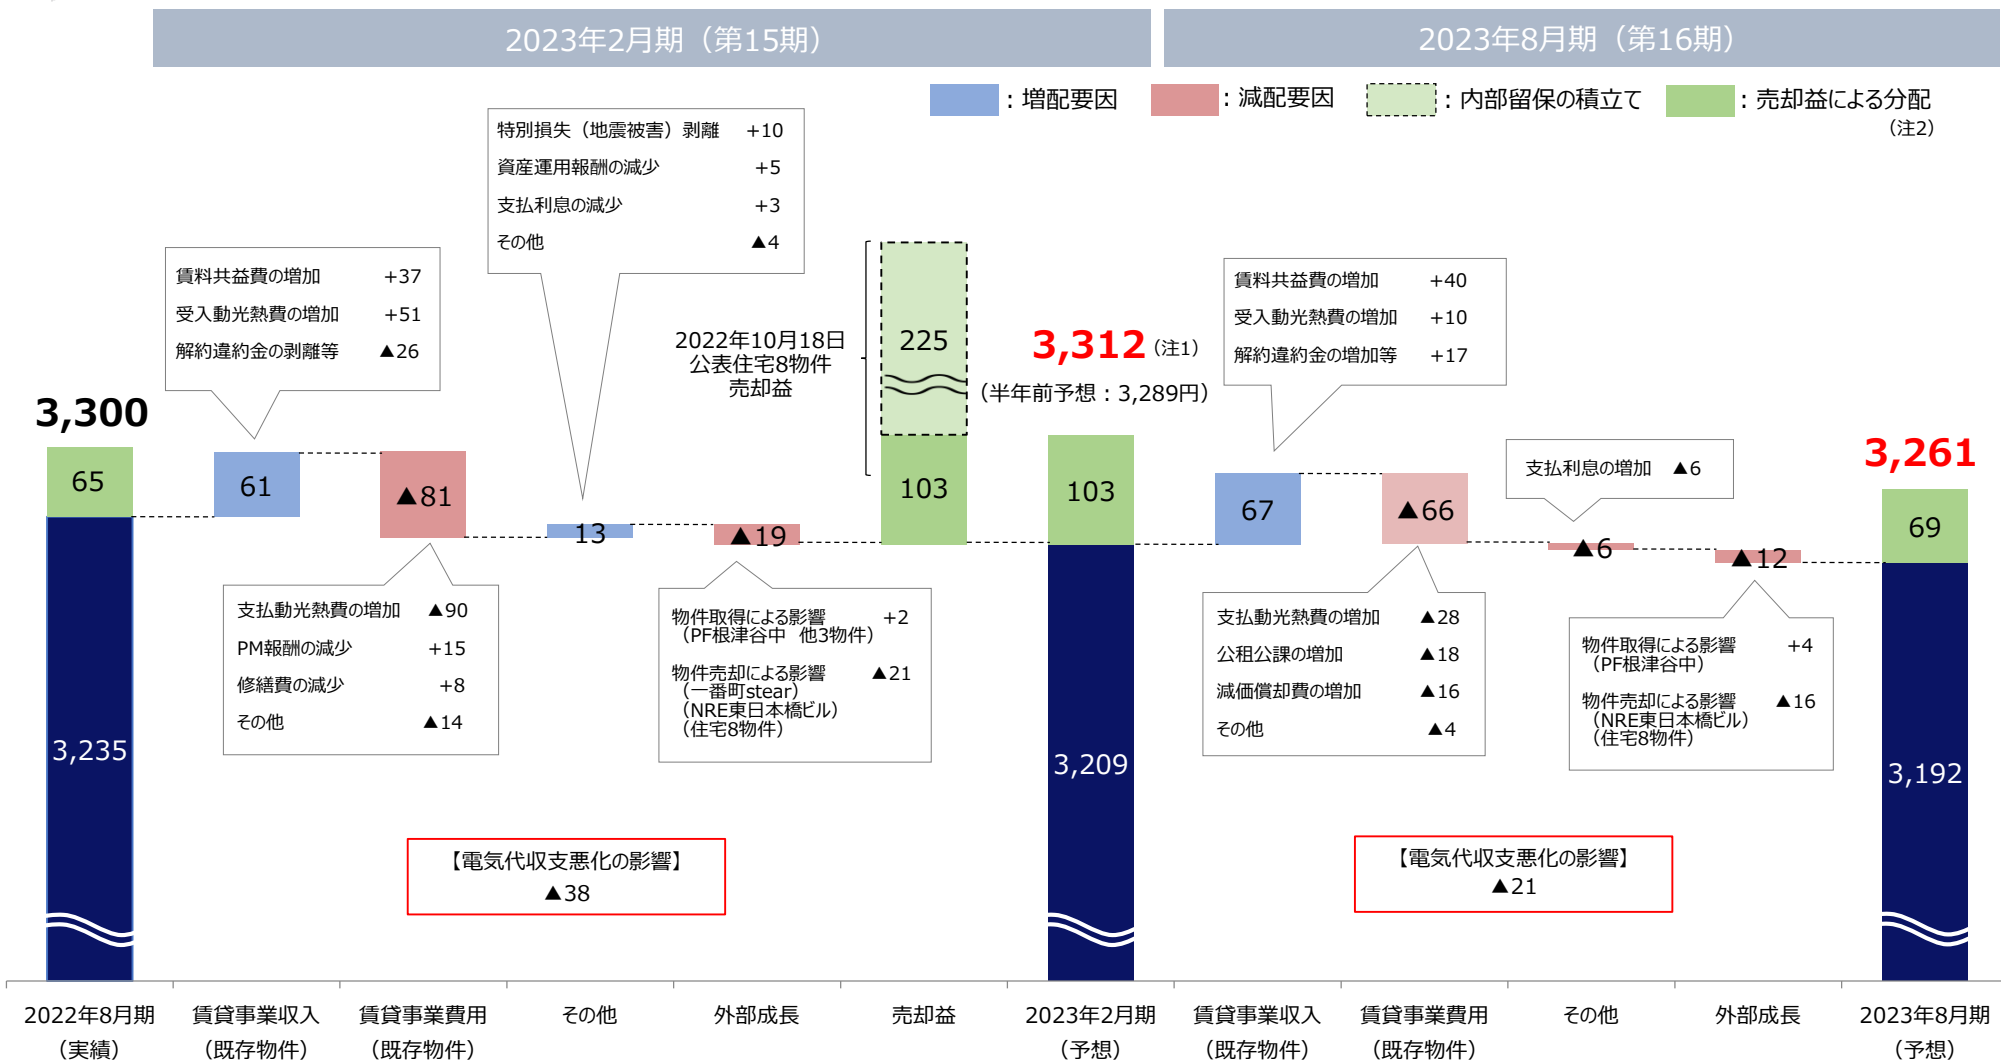 2023年2月期（第15期）
2023年8月期（第16期）
：増配要因
：減配要因
：内部留保の積立て
：売却益による分配
（注2）
特別損失（地震被害）剥離 +10
資産運用報酬の減少 +5
支払利息の減少 +3
その他 ▲4
賃料共益費の増加 +37
受入動光熱費の増加 +51
解約違約金の剥離等 ▲26
2022年10月18日
公表住宅8物件
売却益
225
3,312（注1）
（半年前予想：3,289円）
賃料共益費の増加 +40
受入動光熱費の増加 +10
解約違約金の増加等 +17
3,300
65
61
▲81
13
▲19
103
103
67
▲66
支払利息の増加 ▲6
▲6
▲12
3,261
69
支払動光熱費の増加 ▲90
PM報酬の減少 +15
修繕費の減少 +8
その他 ▲14
物件取得による影響 +2
（PF根津谷中 他3物件）
物件売却による影響 ▲21
（一番町stear）
（NRE東日本橋ビル）
（住宅8物件）
支払動光熱費の増加 ▲28
公租公課の増加 ▲18
減価償却費の増加 ▲16
その他 ▲4
物件取得による影響 +4
（PF根津谷中）
物件売却による影響 ▲16
（NRE東日本橋ビル）
（住宅8物件）
3,235
3,209
3,192
【電気代収支悪化の影響】
▲38
【電気代収支悪化の影響】
▲21
2022年8月期
（実績）
賃貸事業収入
（既存物件）
賃貸事業費用
（既存物件）
その他
外部成長
売却益
2023年2月期
（予想）
賃貸事業収入
（既存物件）
賃貸事業費用
（既存物件）
その他
外部成長
2023年8月期
（予想）